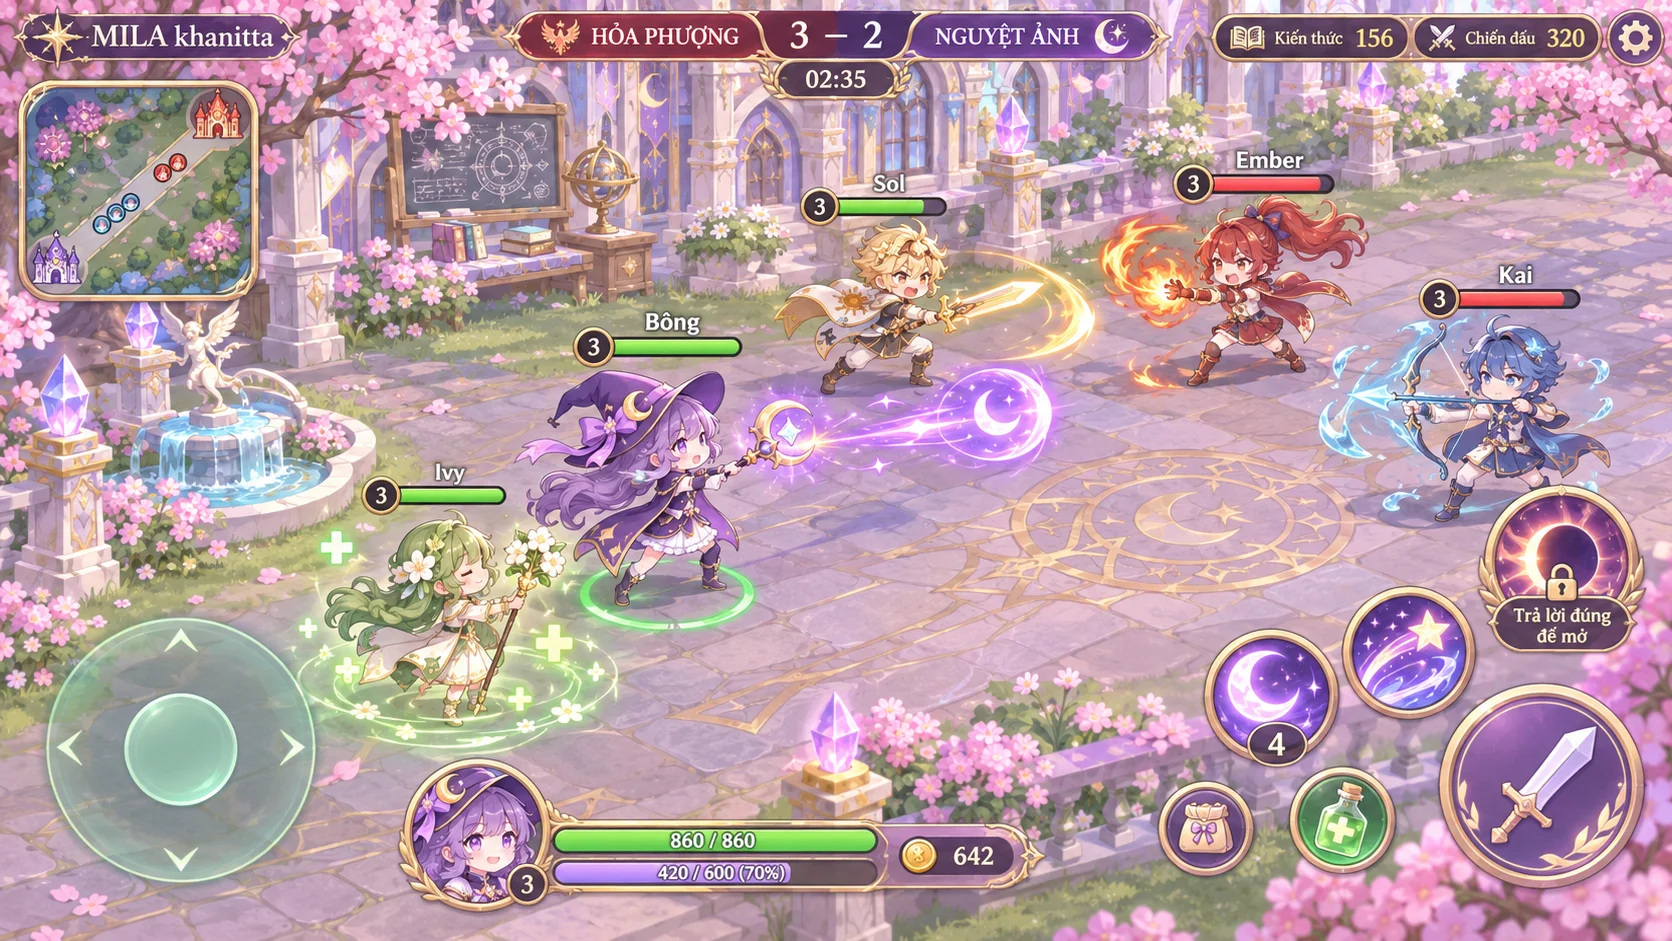 MILA khanitta
HỎA PHƯỢNG
3 – 2
NGUYỆT ẢNH
Kiến thức 156
Chiến đấu 320
02:35
Ember
3
Sol
3
Kai
3
Bông
3
Ivy
3
Trả lời đúng
để mở
4
860 / 860
420 / 600 (70%)
642
3